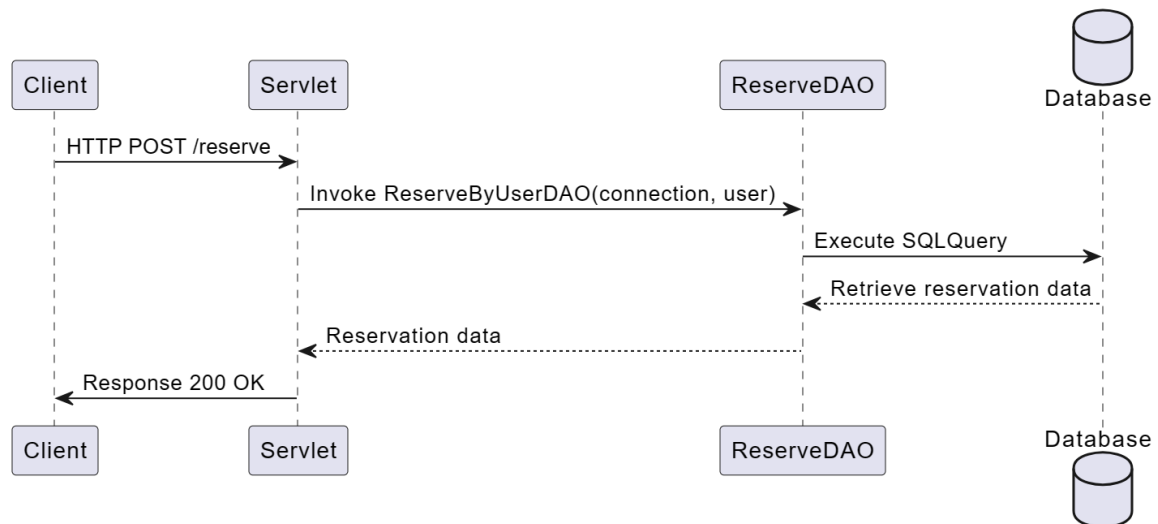 Client
Servlet
ReserveDAO
Database
HTTP POST /reserve
Invoke ReserveByUserDAO(connection, user)
Execute SQLQuery
Retrieve reservation data
Reservation data
Response 200 OK
Client
Servlet
ReserveDAO
Database